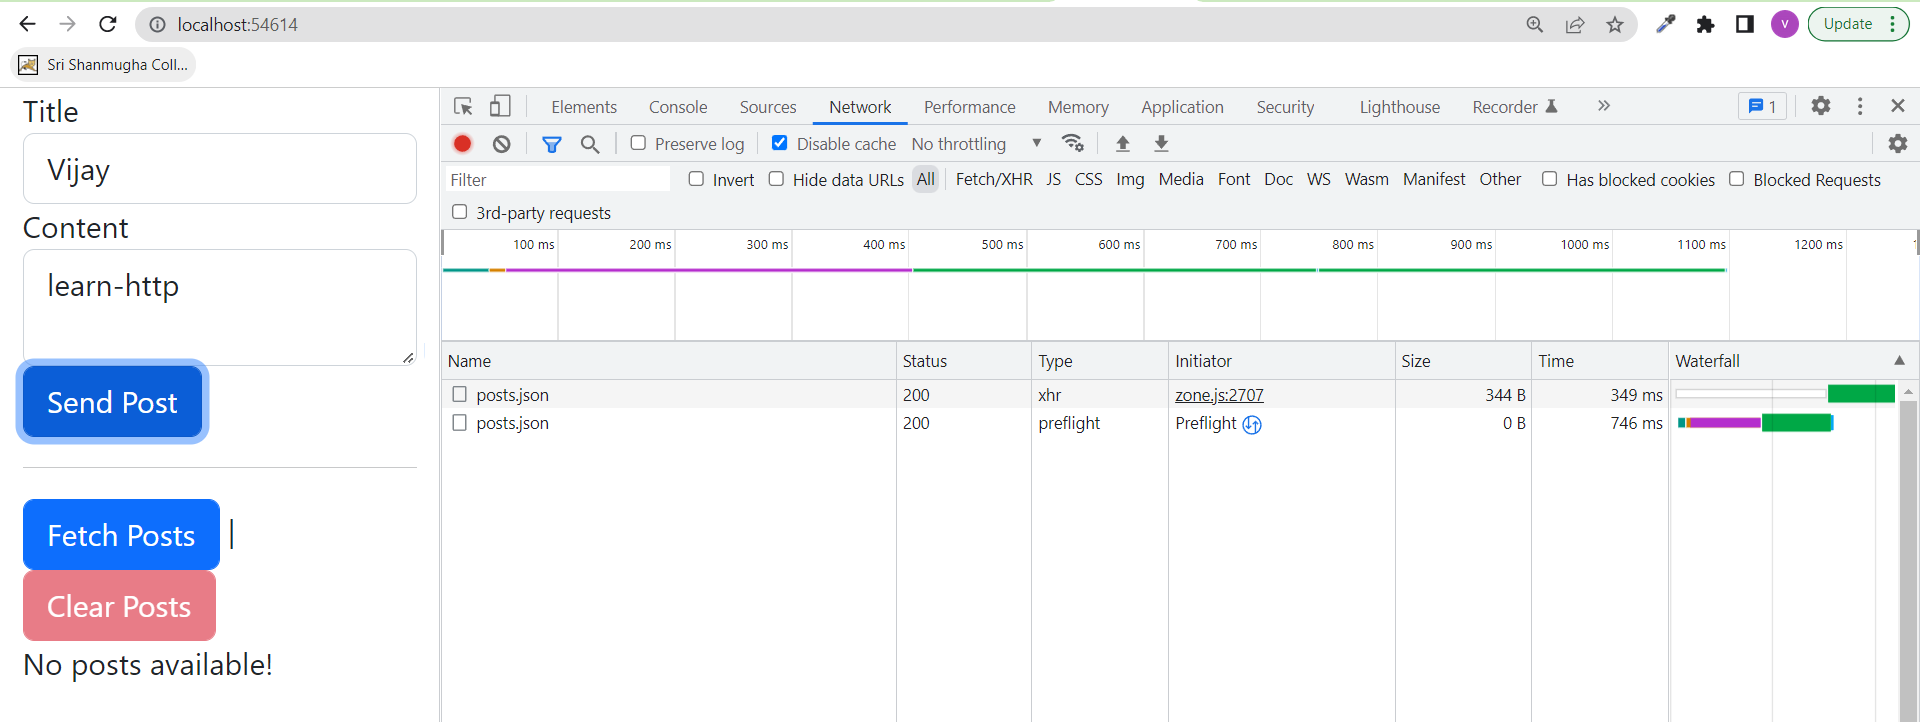 localhost:54614
V
Update
Sri Shanmugha Coll...
Title
Vijay
Content
learn-http
Send Post
Fetch Posts |
Clear Posts
No posts available!
Elements Console Sources Network Performance Memory Application Security Lighthouse Recorder 1
Preserve log Disable cache No throttling
Filter Invert Hide data URLs All Fetch/XHR JS CSS Img Media Font Doc WS Wasm Manifest Other Has blocked cookies Blocked Requests
3rd-party requests
100 ms 200 ms 300 ms 400 ms 500 ms 600 ms 700 ms 800 ms 900 ms 1000 ms 1100 ms 1200 ms
Name Status Type Initiator Size Time Waterfall
posts.json 200 xhr zone.js:2707 344 B 349 ms
posts.json 200 preflight Preflight 0 B 746 ms